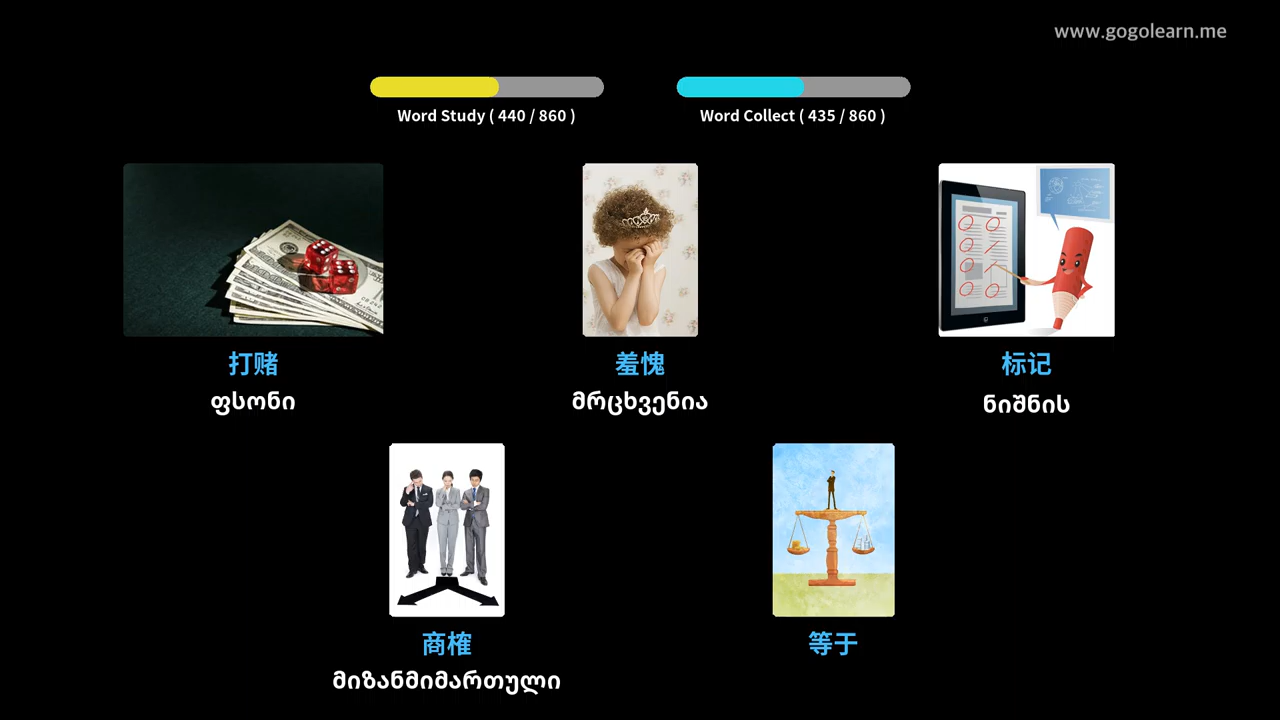 www.gogolearn.me
Word Study ( 440 / 860 )
Word Collect ( 435 / 860 )
打赌
ფსონი
羞愧
მრცხვენია
标记
ნიშნის
商榷
მიზანმიმართული
等于